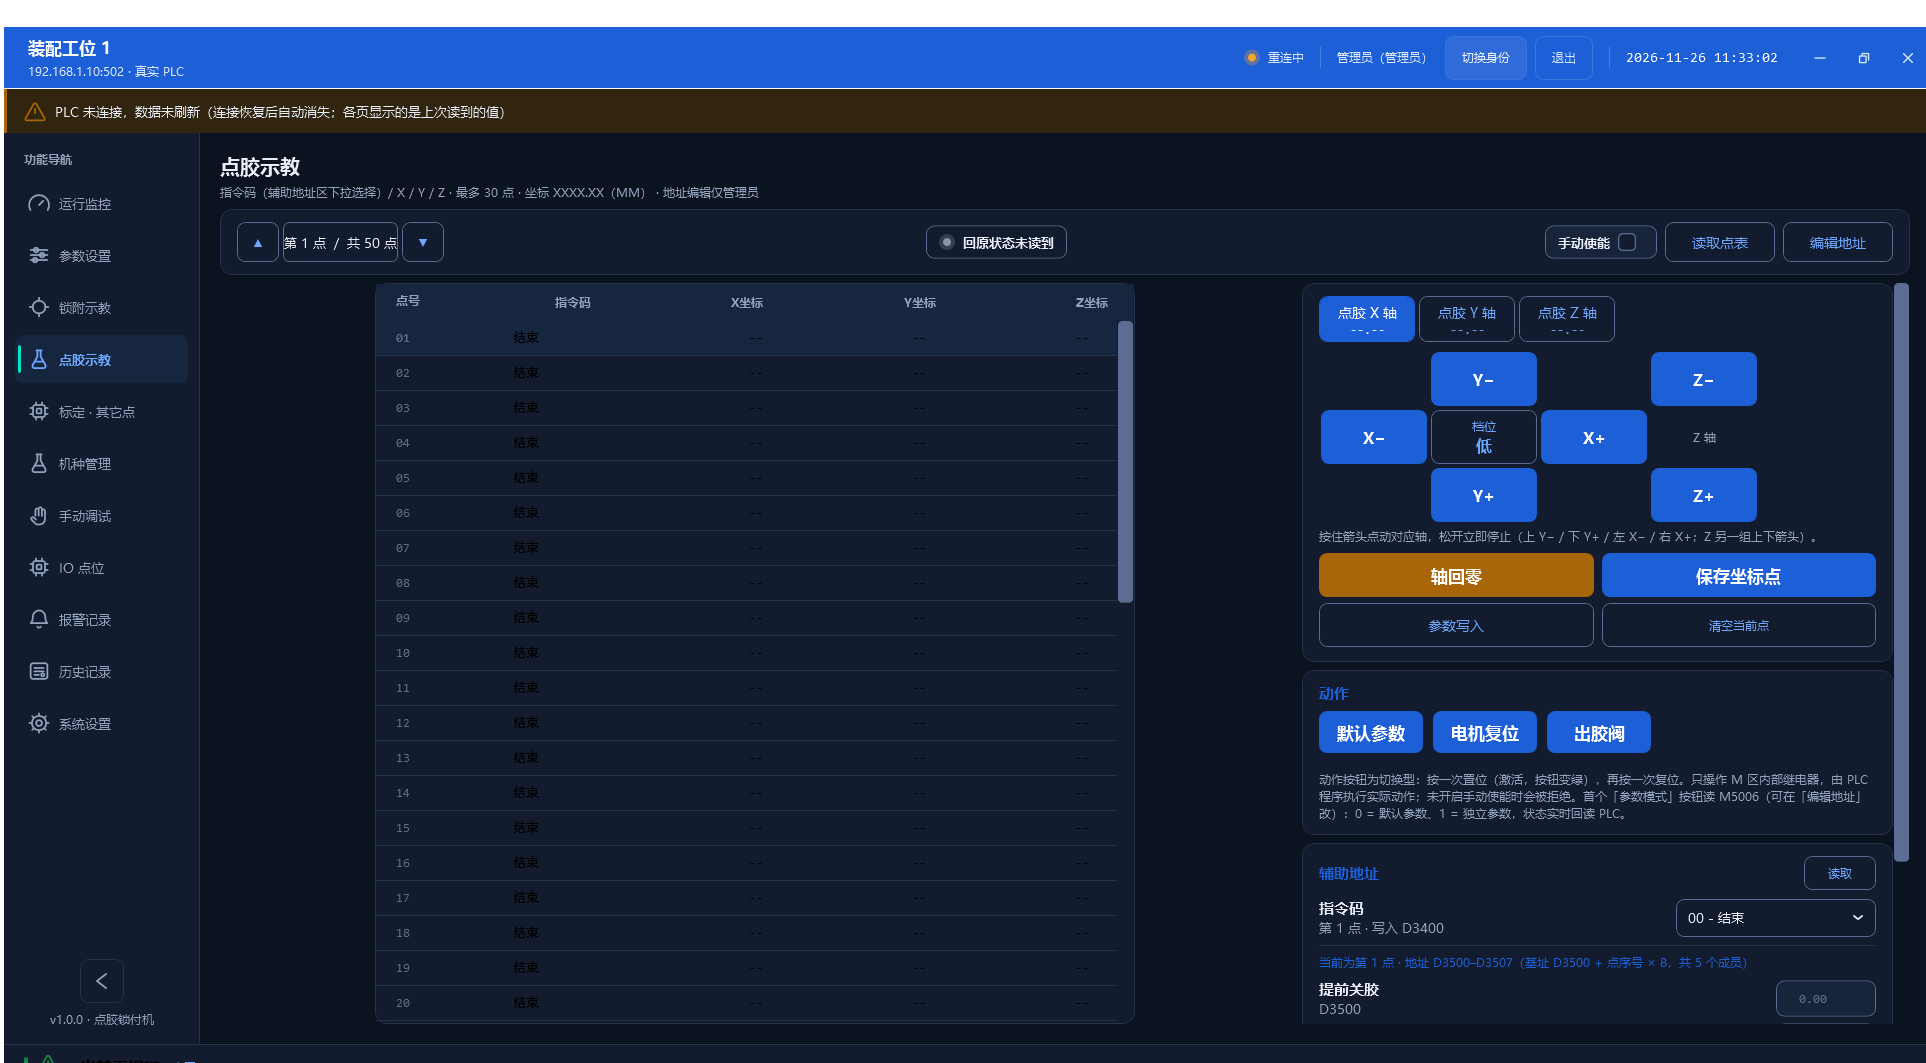 装配工位 1
192.168.1.10:502 · 真实 PLC
重连中
管理员（管理员）
切换身份
退出
2026-11-26 11:33:02
PLC 未连接，数据未刷新（连接恢复后自动消失；各页显示的是上次读到的值）
功能导航
运行监控
参数设置
锁附示教
点胶示教
标定 · 其它点
机种管理
手动调试
IO 点位
报警记录
历史记录
系统设置
v1.0.0 · 点胶锁付机
点胶示教
指令码（辅助地址区下拉选择）/ X / Y / Z · 最多 30 点 · 坐标 XXXX.XX（MM） · 地址编辑仅管理员
▲
第 1 点 / 共 50 点
▼
回原状态未读到
手动使能
读取点表
编辑地址
点号 指令码 X坐标 Y坐标 Z坐标
01 结束 -- -- --
02 结束 -- -- --
03 结束 -- -- --
04 结束 -- -- --
05 结束 -- -- --
06 结束 -- -- --
07 结束 -- -- --
08 结束 -- -- --
09 结束 -- -- --
10 结束 -- -- --
11 结束 -- -- --
12 结束 -- -- --
13 结束 -- -- --
14 结束 -- -- --
15 结束 -- -- --
16 结束 -- -- --
17 结束 -- -- --
18 结束 -- -- --
19 结束 -- -- --
20 结束 -- -- --
点胶 X 轴
--.--
点胶 Y 轴
--.--
点胶 Z 轴
--.--
Y−
Z−
X−
档位
低
X+
Z 轴
Y+
Z+
按住箭头点动对应轴，松开立即停止（上 Y− / 下 Y+ / 左 X− / 右 X+；Z 另一组上下箭头）。
轴回零
保存坐标点
参数写入
清空当前点
动作
默认参数
电机复位
出胶阀
动作按钮为切换型：按一次置位（激活，按钮变绿），再按一次复位。只操作 M 区内部继电器，由 PLC
程序执行实际动作；未开启手动使能时会被拒绝。首个「参数模式」按钮读 M5006（可在「编辑地址」
改）：0 = 默认参数、1 = 独立参数，状态实时回读 PLC。
辅助地址
读取
指令码
第 1 点 · 写入 D3400
00 - 结束
当前为第 1 点 · 地址 D3500–D3507（基址 D3500 + 点序号 × 8，共 5 个成员）
提前关胶
D3500
0.00